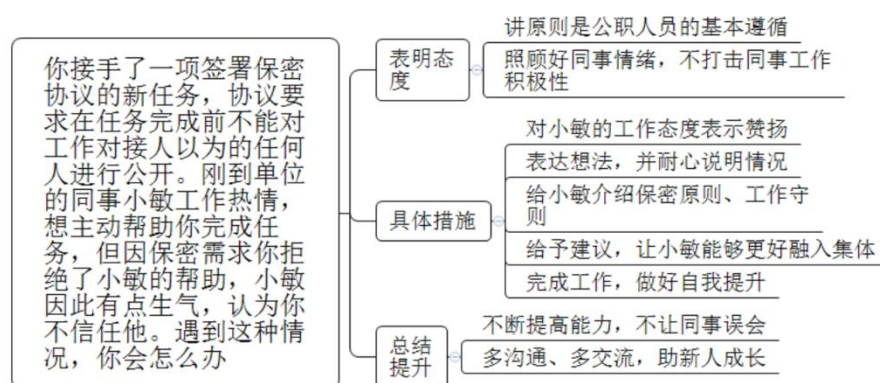 你接手了一项签署保密
协议的新任务，协议要
求在任务完成前不能对
工作对接人以为的任何
人进行公开。刚到单位
的同事小敏工作热情，
想主动帮助你完成任
务，但因保密需求你拒
绝了小敏的帮助，小敏
因此有点生气，认为你
不信任他。遇到这种情
况，你会怎么办
表明态
度
讲原则是公职人员的基本遵循
照顾好同事情绪，不打击同事工作
积极性
具体措施
对小敏的工作态度表示赞扬
表达想法，并耐心说明情况
给小敏介绍保密原则、工作守
则
给予建议，让小敏能够更好融入集体
完成工作，做好自我提升
总结
提升
不断提高能力，不让同事误会
多沟通、多交流，助新人成长